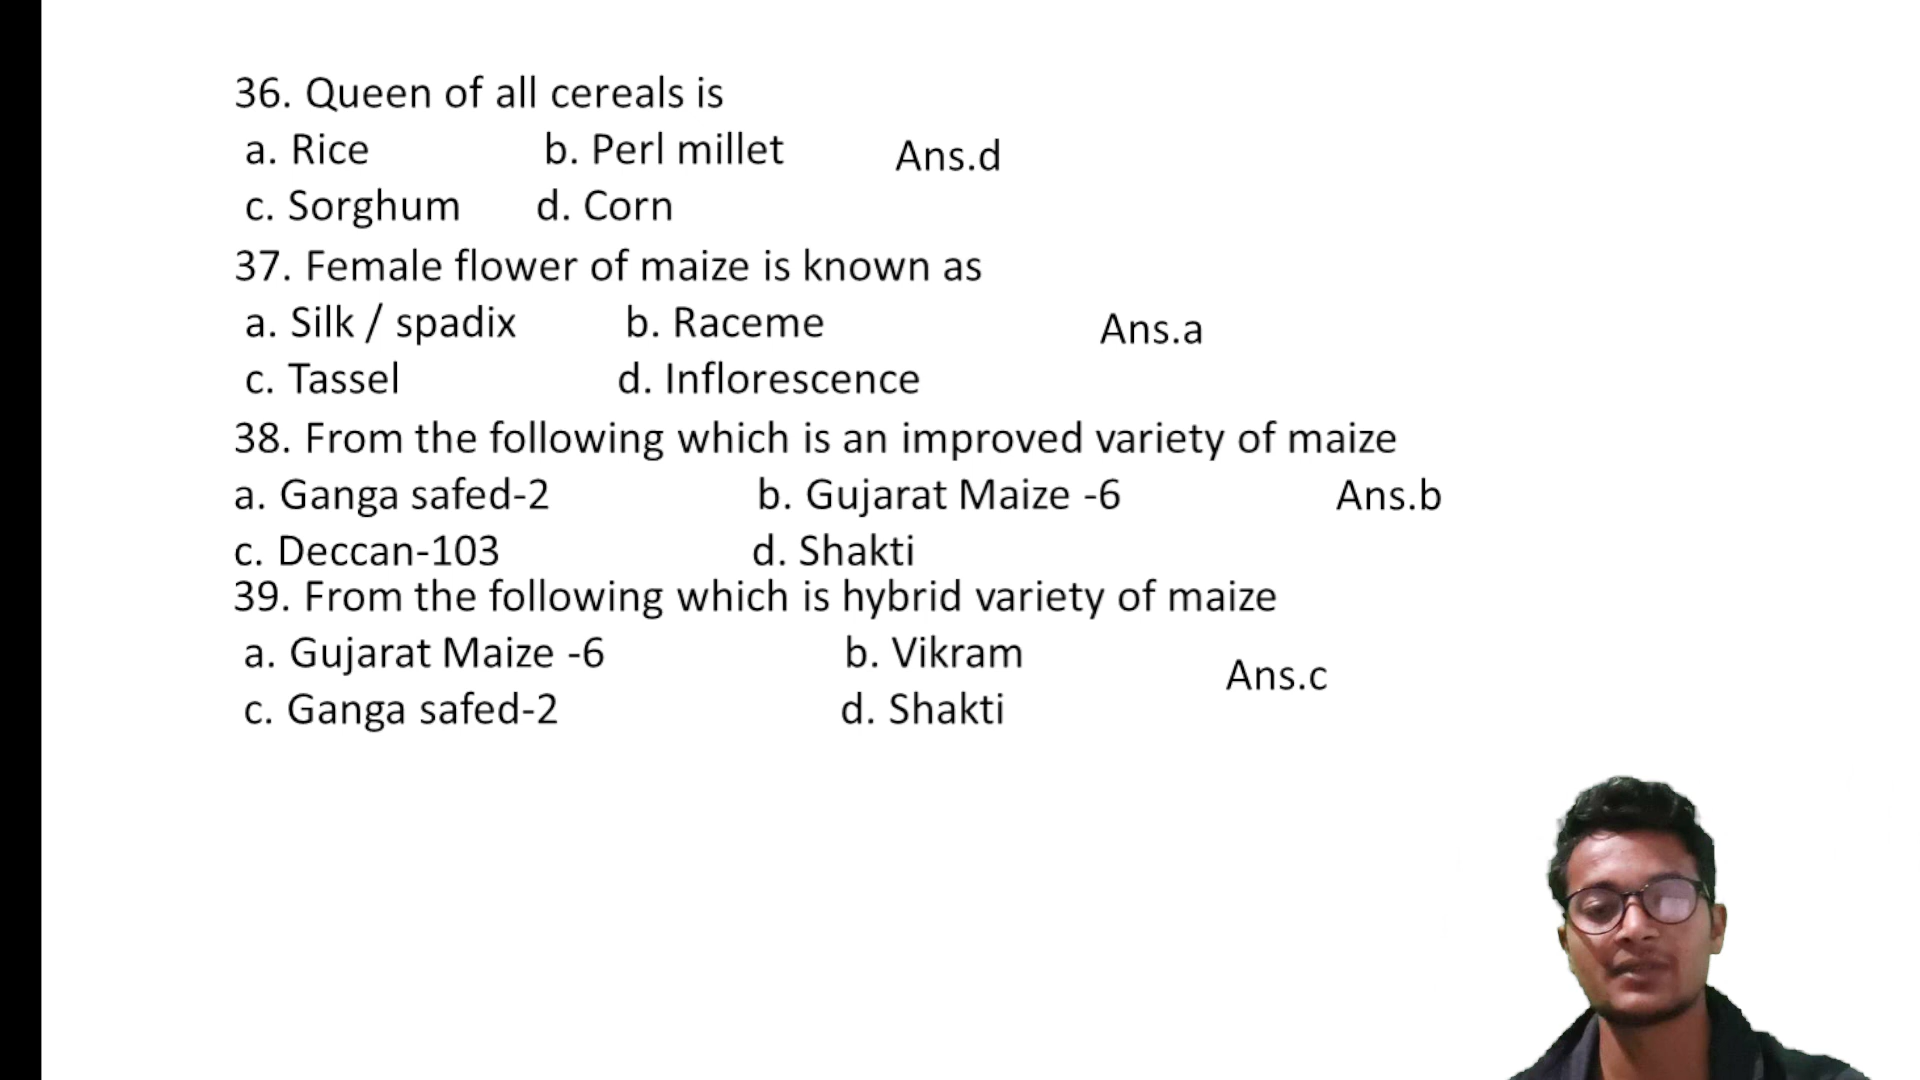 36. Queen of all cereals is
a. Rice b. Perl millet Ans.d
c. Sorghum d. Corn
37. Female flower of maize is known as
a. Silk / spadix b. Raceme Ans.a
c. Tassel d. Inflorescence
38. From the following which is an improved variety of maize
a. Ganga safed-2 b. Gujarat Maize -6 Ans.b
c. Deccan-103 d. Shakti
39. From the following which is hybrid variety of maize
a. Gujarat Maize -6 b. Vikram
Ans.c
c. Ganga safed-2 d. Shakti